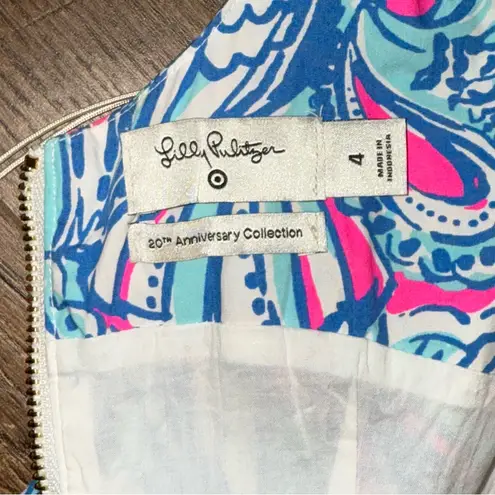 Lilly Pulitzer
4
MADE IN
INDONESIA
20TH Anniversary Collection